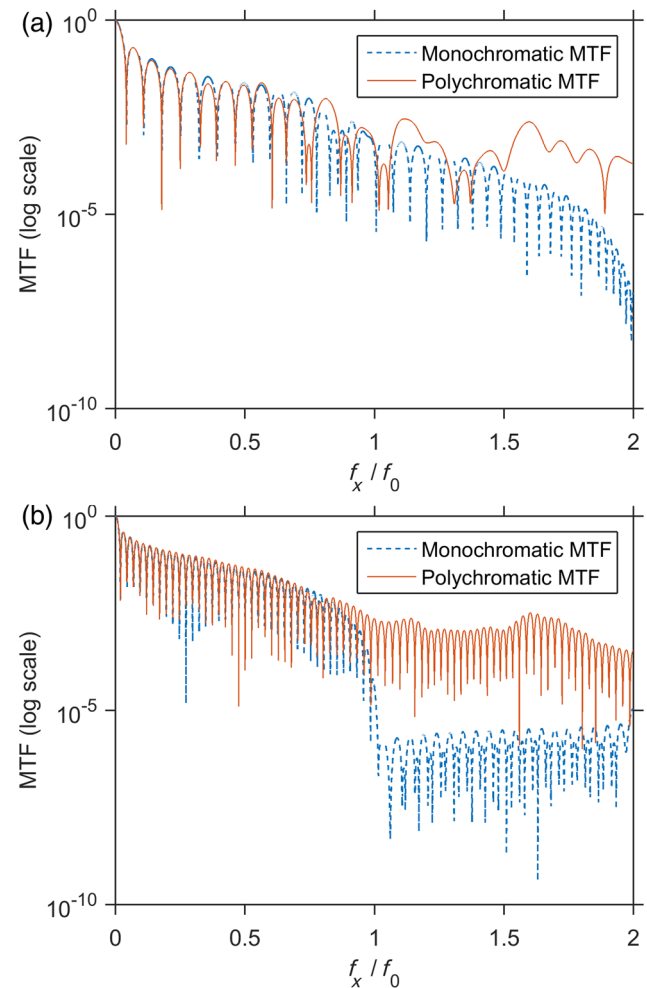 (a)
10^0
Monochromatic MTF
Polychromatic MTF
10^-5
MTF (log scale)
10^-10
0 0.5 1 1.5 2
f_x / f_0
(b)
10^0
Monochromatic MTF
Polychromatic MTF
10^-5
MTF (log scale)
10^-10
0 0.5 1 1.5 2
f_x / f_0